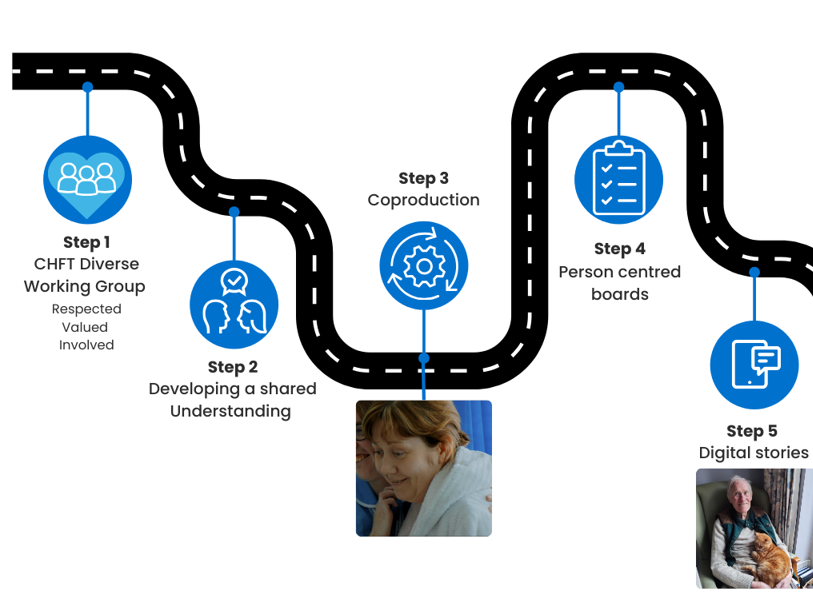 Step 1
CHFT Diverse
Working Group
Respected
Valued
Involved
Step 2
Developing a shared
Understanding
Step 3
Coproduction
Step 4
Person centred
boards
Step 5
Digital stories